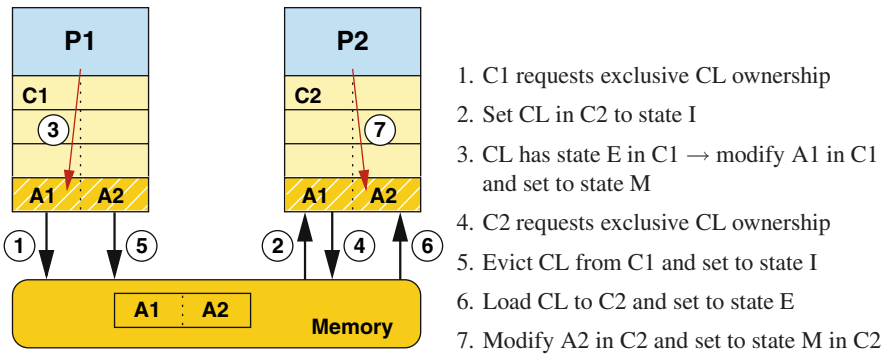 P1
P2
C1
C2
3
7
A1 A2
A1 A2
1
5
2
4
6
A1 A2
Memory
1. C1 requests exclusive CL ownership
2. Set CL in C2 to state I
3. CL has state E in C1 → modify A1 in C1
and set to state M
4. C2 requests exclusive CL ownership
5. Evict CL from C1 and set to state I
6. Load CL to C2 and set to state E
7. Modify A2 in C2 and set to state M in C2